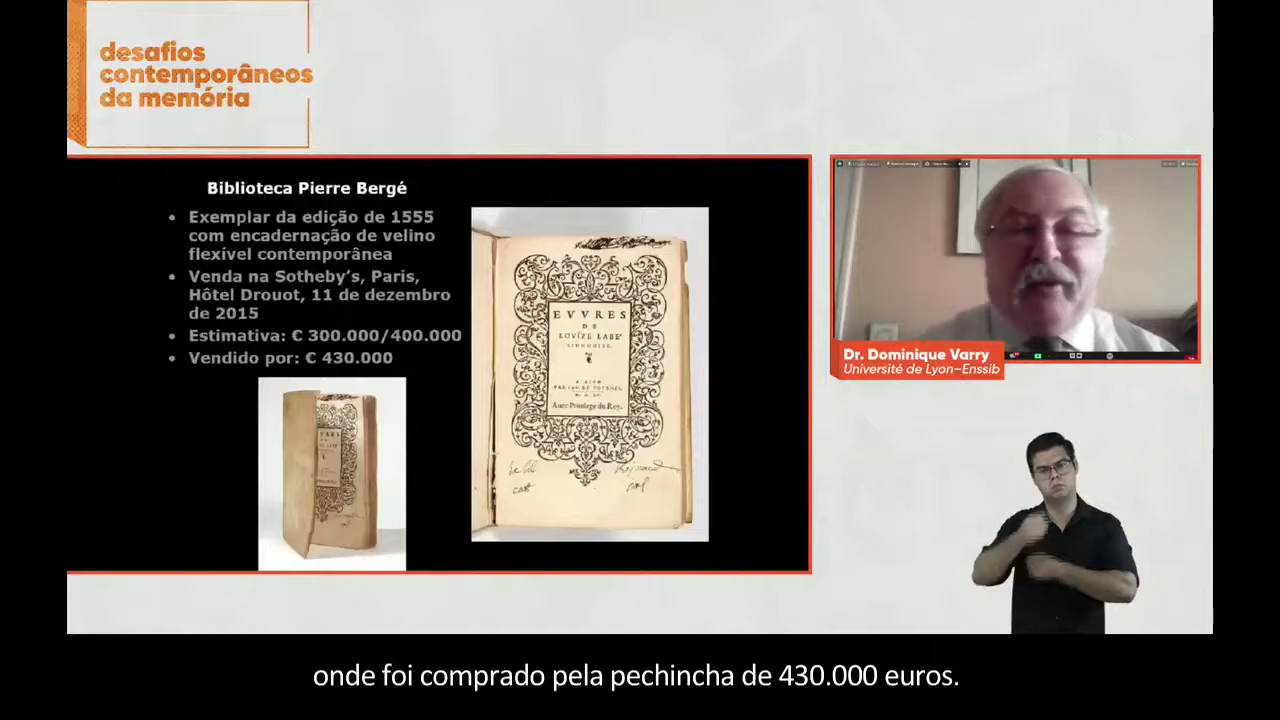 desafios
contemporâneos
da memória
Biblioteca Pierre Bergé
• Exemplar da edição de 1555
com encadernação de velino
flexível contemporânea
• Venda na Sotheby’s, Paris,
Hôtel Drouot, 11 de dezembro
de 2015
• Estimativa: € 300.000/400.000
• Vendido por: € 430.000
EVVRES
DE
LOVÏZE LABE'
LIONNOIZE.
A LION
PAR IAN DE TOVRNES.
M. D. LV.
Auec Priuilege du Roy.
Dr. Dominique Varry
Université de Lyon–Enssib
onde foi comprado pela pechincha de 430.000 euros.